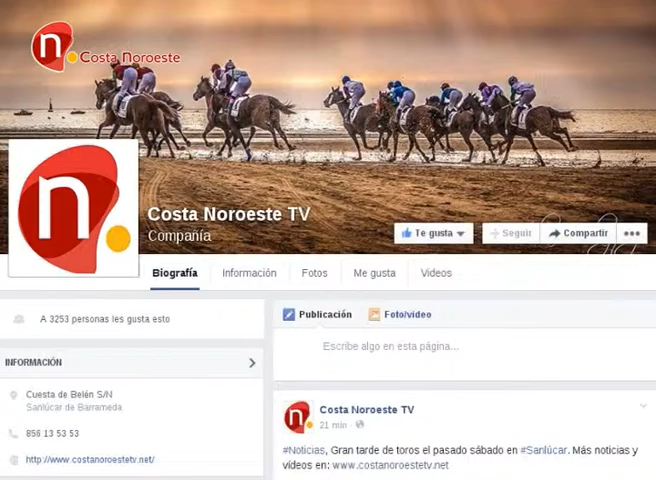 n. Costa Noroeste
n.
Costa Noroeste TV
Compañía
Te gusta
Seguir
Compartir
Biografía Información Fotos Me gusta Videos
A 3253 personas les gusta esto
INFORMACIÓN
Cuesta de Belén S/N
Sanlúcar de Barrameda
856 13 53 53
http://www.costanoroestetv.net/
Publicación Foto/vídeo
Escribe algo en esta página...
n.
Costa Noroeste TV
21 min ·
#Noticias, Gran tarde de toros el pasado sábado en #Sanlúcar. Más noticias y
vídeos en: www.costanoroestetv.net